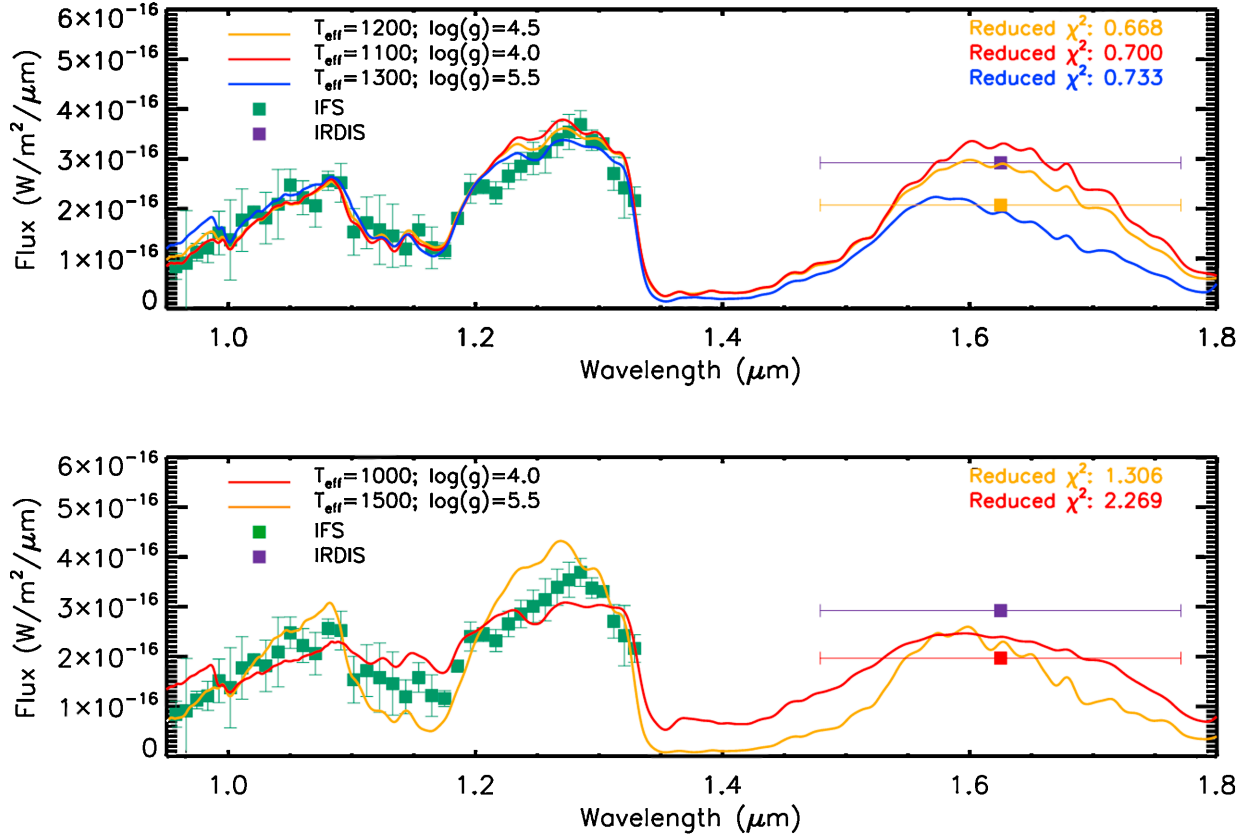 6×10⁻¹⁶
5×10⁻¹⁶
4×10⁻¹⁶
3×10⁻¹⁶
2×10⁻¹⁶
1×10⁻¹⁶
0
Flux (W/m²/μm)
T_eff=1200; log(g)=4.5
T_eff=1100; log(g)=4.0
T_eff=1300; log(g)=5.5
IFS
IRDIS
Reduced χ²: 0.668
Reduced χ²: 0.700
Reduced χ²: 0.733
1.0 1.2 1.4 1.6 1.8
Wavelength (μm)
6×10⁻¹⁶
5×10⁻¹⁶
4×10⁻¹⁶
3×10⁻¹⁶
2×10⁻¹⁶
1×10⁻¹⁶
0
Flux (W/m²/μm)
T_eff=1000; log(g)=4.0
T_eff=1500; log(g)=5.5
IFS
IRDIS
Reduced χ²: 1.306
Reduced χ²: 2.269
1.0 1.2 1.4 1.6 1.8
Wavelength (μm)